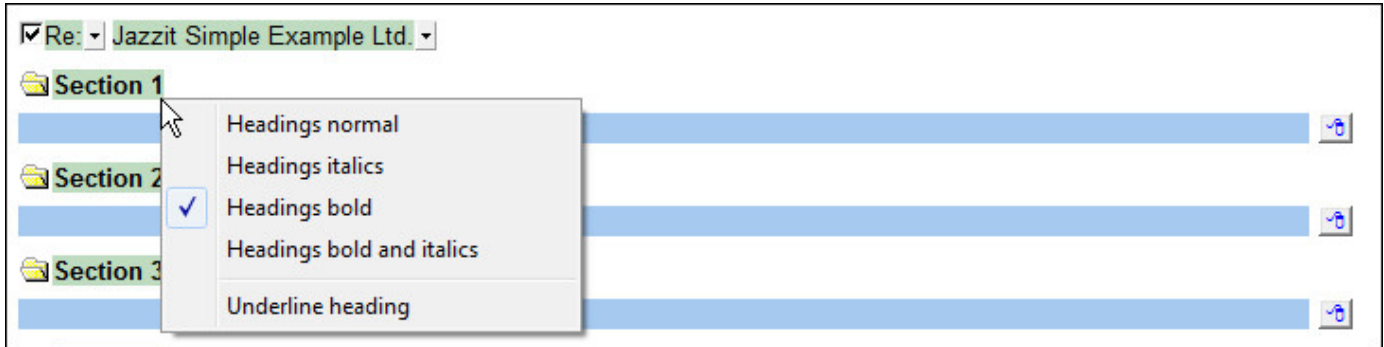 Re: Jazzit Simple Example Ltd.
Section 1
Headings normal
Headings italics
Section 2
Headings bold
Headings bold and italics
Section 3
Underline heading